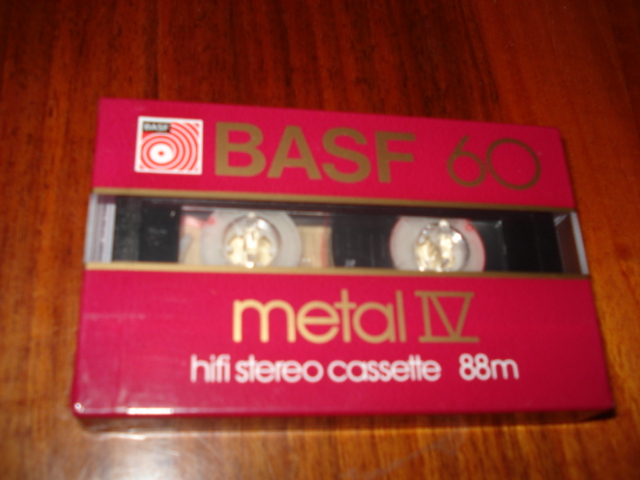 BASF
BASF 60
metal IV
hifi stereo cassette 88m